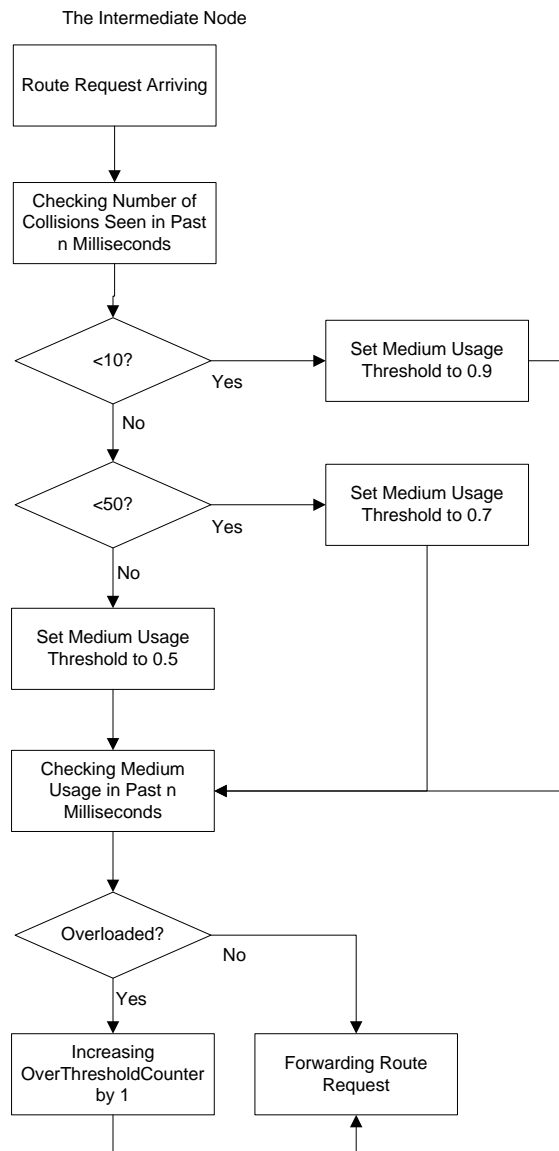 The Intermediate Node
Route Request Arriving
Checking Number of
Collisions Seen in Past
n Milliseconds
<10?
Yes
Set Medium Usage
Threshold to 0.9
No
<50?
Yes
Set Medium Usage
Threshold to 0.7
No
Set Medium Usage
Threshold to 0.5
Checking Medium
Usage in Past n
Milliseconds
Overloaded?
No
Yes
Increasing
OverThresholdCounter
by 1
Forwarding Route
Request